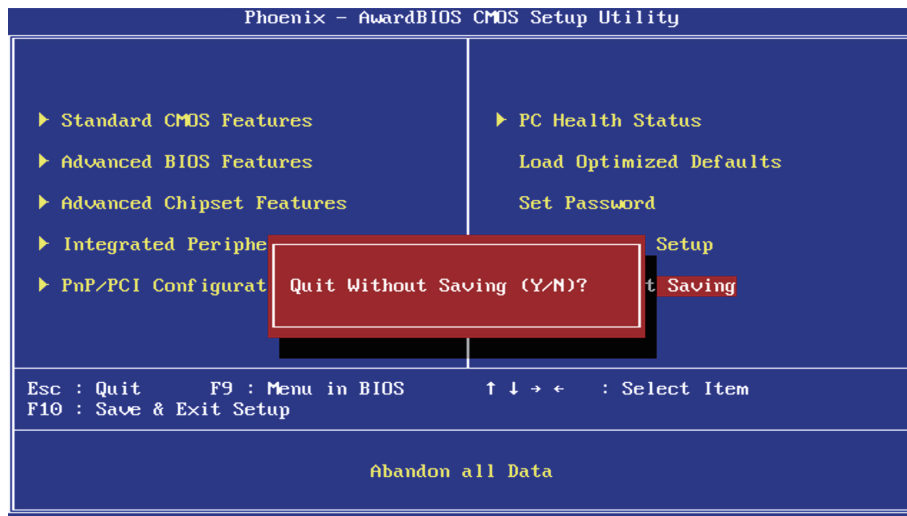 Phoenix - AwardBIOS CMOS Setup Utility
Standard CMOS Features
Advanced BIOS Features
Advanced Chipset Features
Integrated Periphe
PnP/PCI Configurat
PC Health Status
Load Optimized Defaults
Set Password
Setup
t Saving
Quit Without Saving (Y/N)?
Esc : Quit F9 : Menu in BIOS ↑ ↓ → ← : Select Item
F10 : Save & Exit Setup
Abandon all Data